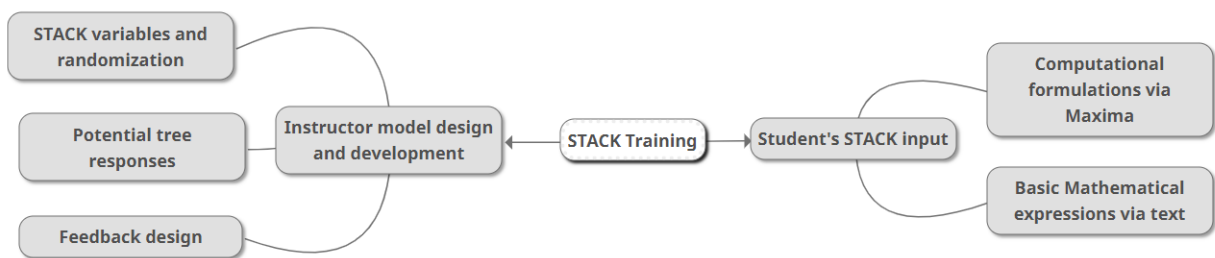 STACK variables and
randomization
Potential tree
responses
Feedback design
Instructor model design
and development
STACK Training
Student's STACK input
Computational
formulations via
Maxima
Basic Mathematical
expressions via text